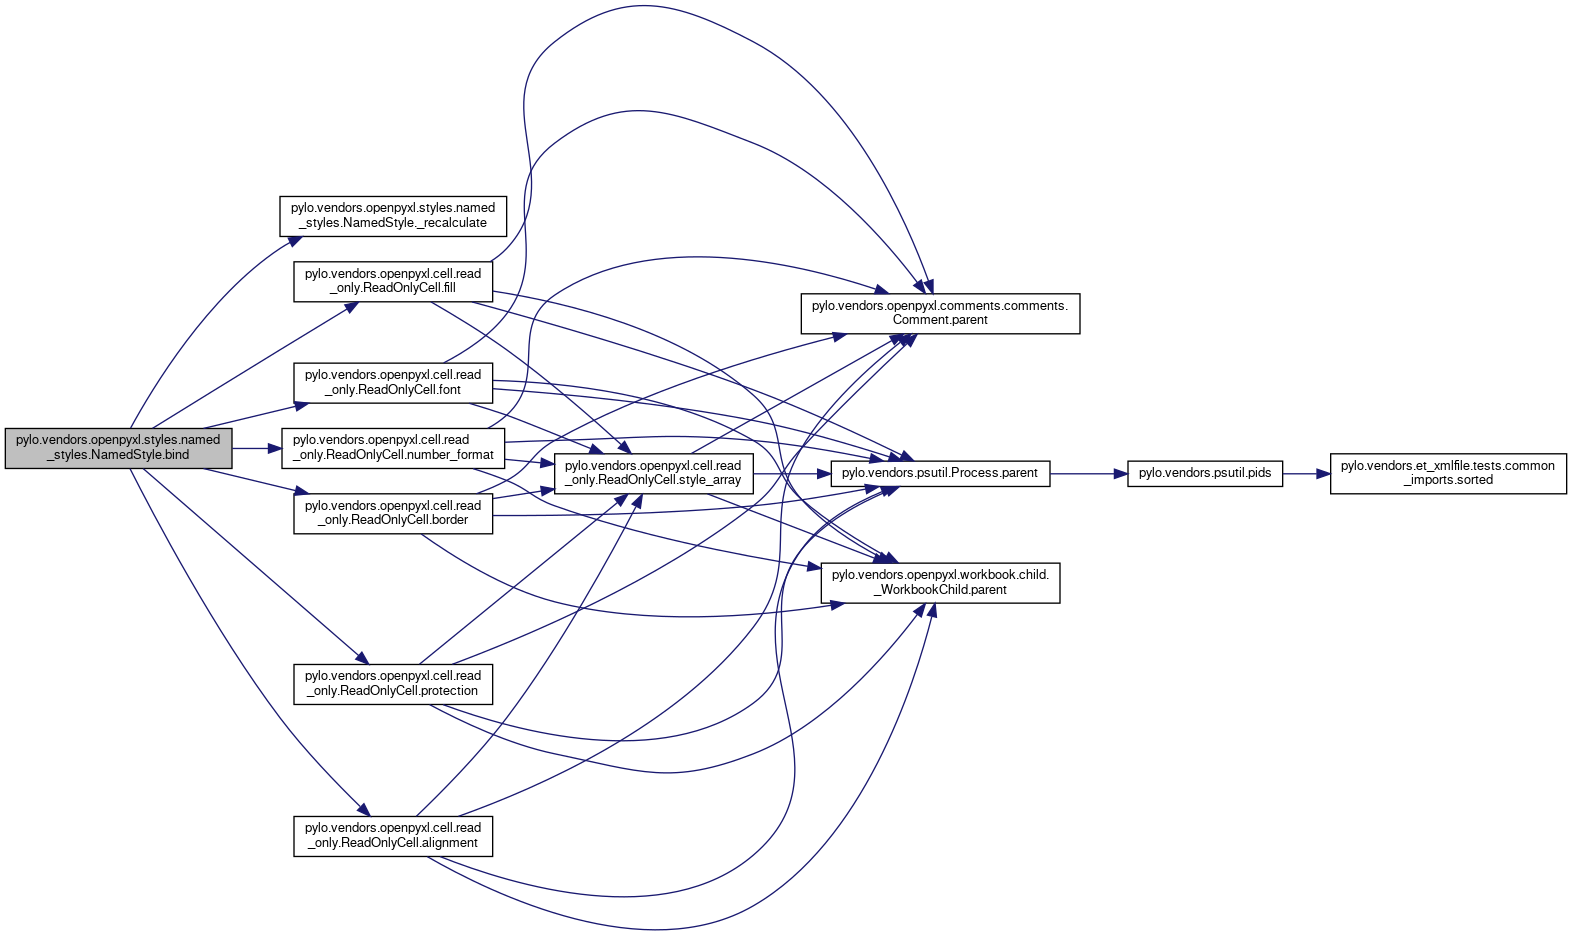 pylo.vendors.openpyxl.styles.named
_styles.NamedStyle.bind
pylo.vendors.openpyxl.styles.named
_styles.NamedStyle._recalculate
pylo.vendors.openpyxl.cell.read
_only.ReadOnlyCell.fill
pylo.vendors.openpyxl.cell.read
_only.ReadOnlyCell.font
pylo.vendors.openpyxl.cell.read
_only.ReadOnlyCell.number_format
pylo.vendors.openpyxl.cell.read
_only.ReadOnlyCell.border
pylo.vendors.openpyxl.cell.read
_only.ReadOnlyCell.protection
pylo.vendors.openpyxl.cell.read
_only.ReadOnlyCell.alignment
pylo.vendors.openpyxl.cell.read
_only.ReadOnlyCell.style_array
pylo.vendors.openpyxl.comments.comments.
Comment.parent
pylo.vendors.psutil.Process.parent
pylo.vendors.openpyxl.workbook.child.
_WorkbookChild.parent
pylo.vendors.psutil.pids
pylo.vendors.et_xmlfile.tests.common
_imports.sorted